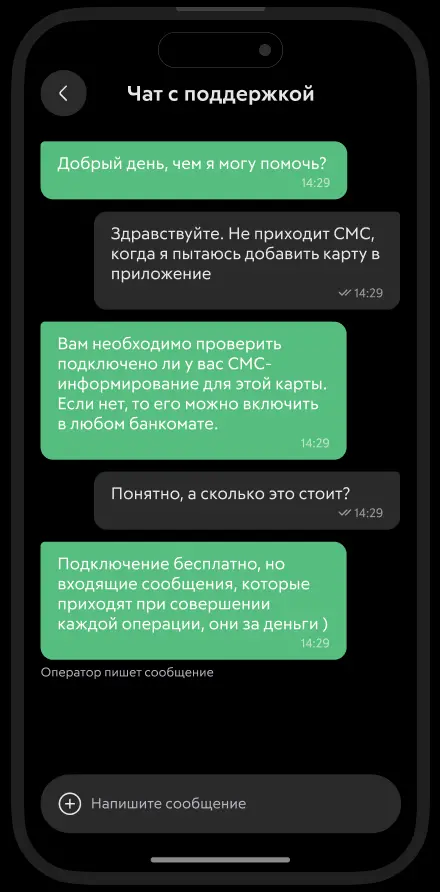 Чат с поддержкой
Добрый день, чем я могу помочь?
14:29
Здравствуйте. Не приходит СМС,
когда я пытаюсь добавить карту в
приложение
14:29
Вам необходимо проверить
подключено ли у вас СМС-
информирование для этой карты.
Если нет, то его можно включить
в любом банкомате.
14:29
Понятно, а сколько это стоит?
14:29
Подключение бесплатно, но
входящие сообщения, которые
приходят при совершении
каждой операции, они за деньги )
14:29
Оператор пишет сообщение
Напишите сообщение